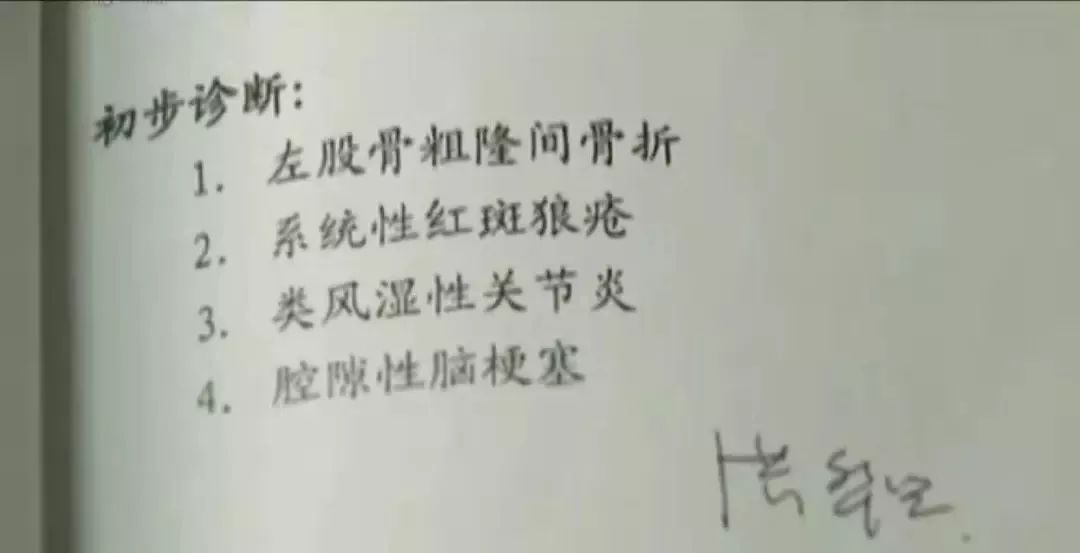 初步诊断:
1. 左股骨粗隆间骨折
2. 系统性红斑狼疮
3. 类风湿性关节炎
4. 腔隙性脑梗塞